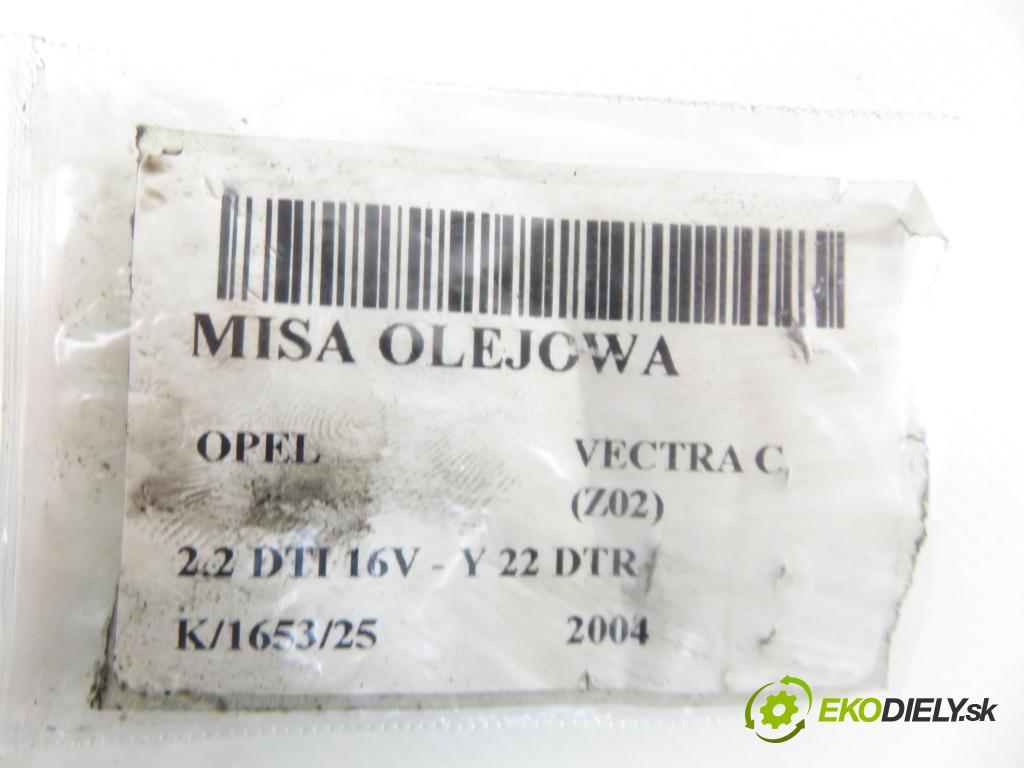 MISA OLEJOWA
OPEL VECTRA C
(Z02)
2.2 DTI 16V - Y 22 DTR
K/1653/25 2004
EKODIELY.sk